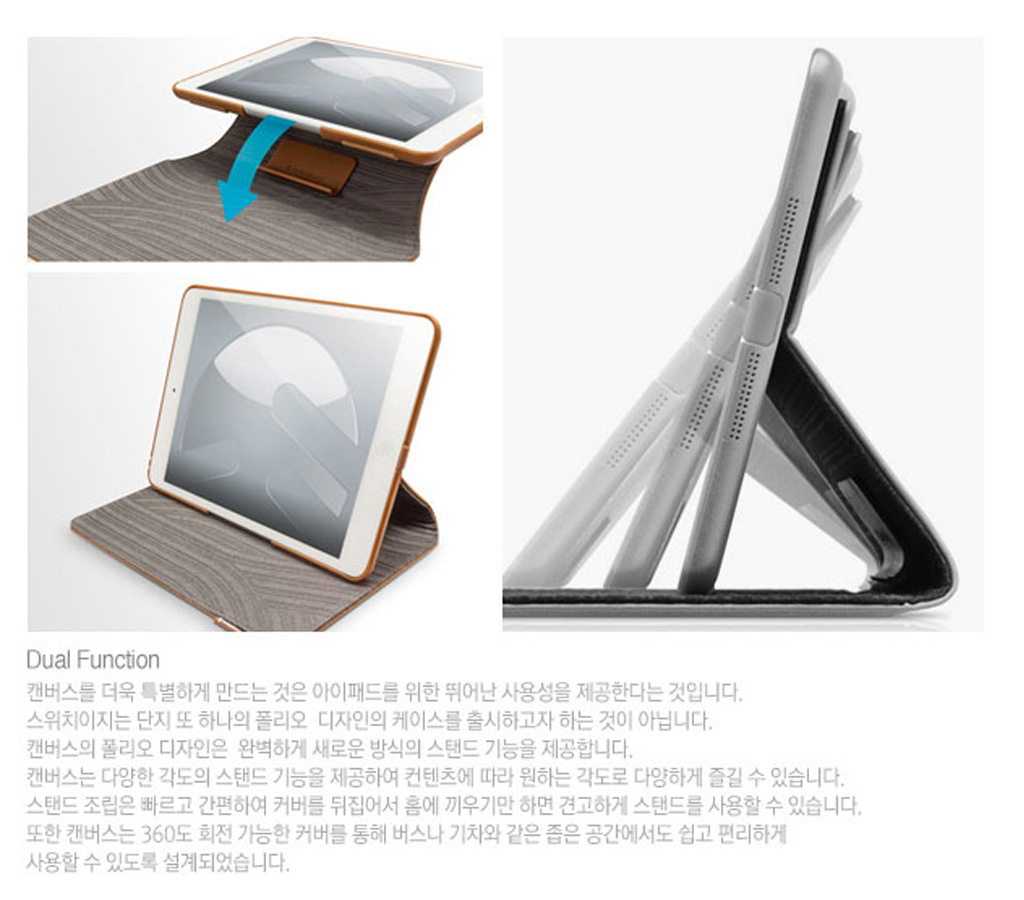 Dual Function
캔버스를 더욱 특별하게 만드는 것은 아이패드를 위한 뛰어난 사용성을 제공한다는 것입니다.
스위치이지는 단지 또 하나의 폴리오 디자인의 케이스를 출시하고자 하는 것이 아닙니다.
캔버스의 폴리오 디자인은 완벽하게 새로운 방식의 스탠드 기능을 제공합니다.
캔버스는 다양한 각도의 스탠드 기능을 제공하여 컨텐츠에 따라 원하는 각도로 다양하게 즐길 수 있습니다.
스탠드 조립은 빠르고 간편하여 커버를 뒤집어서 홈에 끼우기만 하면 견고하게 스탠드를 사용할 수 있습니다.
또한 캔버스는 360도 회전 가능한 커버를 통해 버스나 기차와 같은 좁은 공간에서도 쉽고 편리하게
사용할 수 있도록 설계되었습니다.